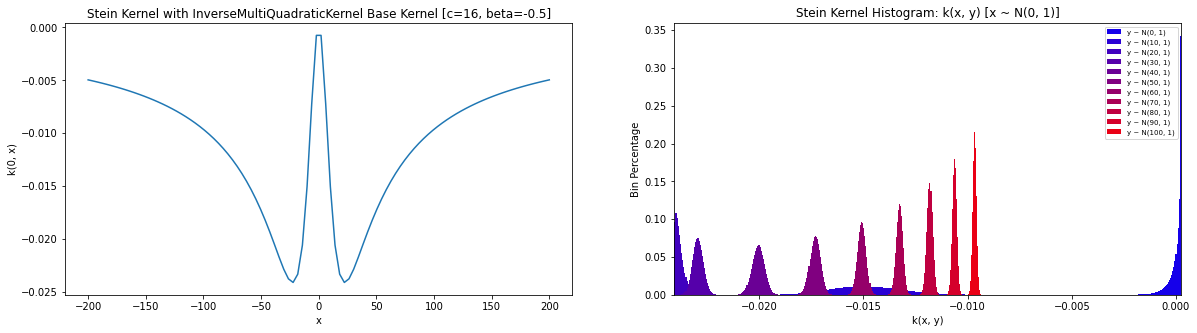 Stein Kernel with InverseMultiQuadraticKernel Base Kernel [c=16, beta=-0.5]
k(0, x)
0.000
−0.005
−0.010
−0.015
−0.020
−0.025
−200
−150
−100
−50
0
50
100
150
200
x
Stein Kernel Histogram: k(x, y) [x ~ N(0, 1)]
Bin Percentage
0.35
0.30
0.25
0.20
0.15
0.10
0.05
0.00
y ~ N(0, 1)
y ~ N(10, 1)
y ~ N(20, 1)
y ~ N(30, 1)
y ~ N(40, 1)
y ~ N(50, 1)
y ~ N(60, 1)
y ~ N(70, 1)
y ~ N(80, 1)
y ~ N(90, 1)
y ~ N(100, 1)
−0.020
−0.015
−0.010
−0.005
0.000
k(x, y)